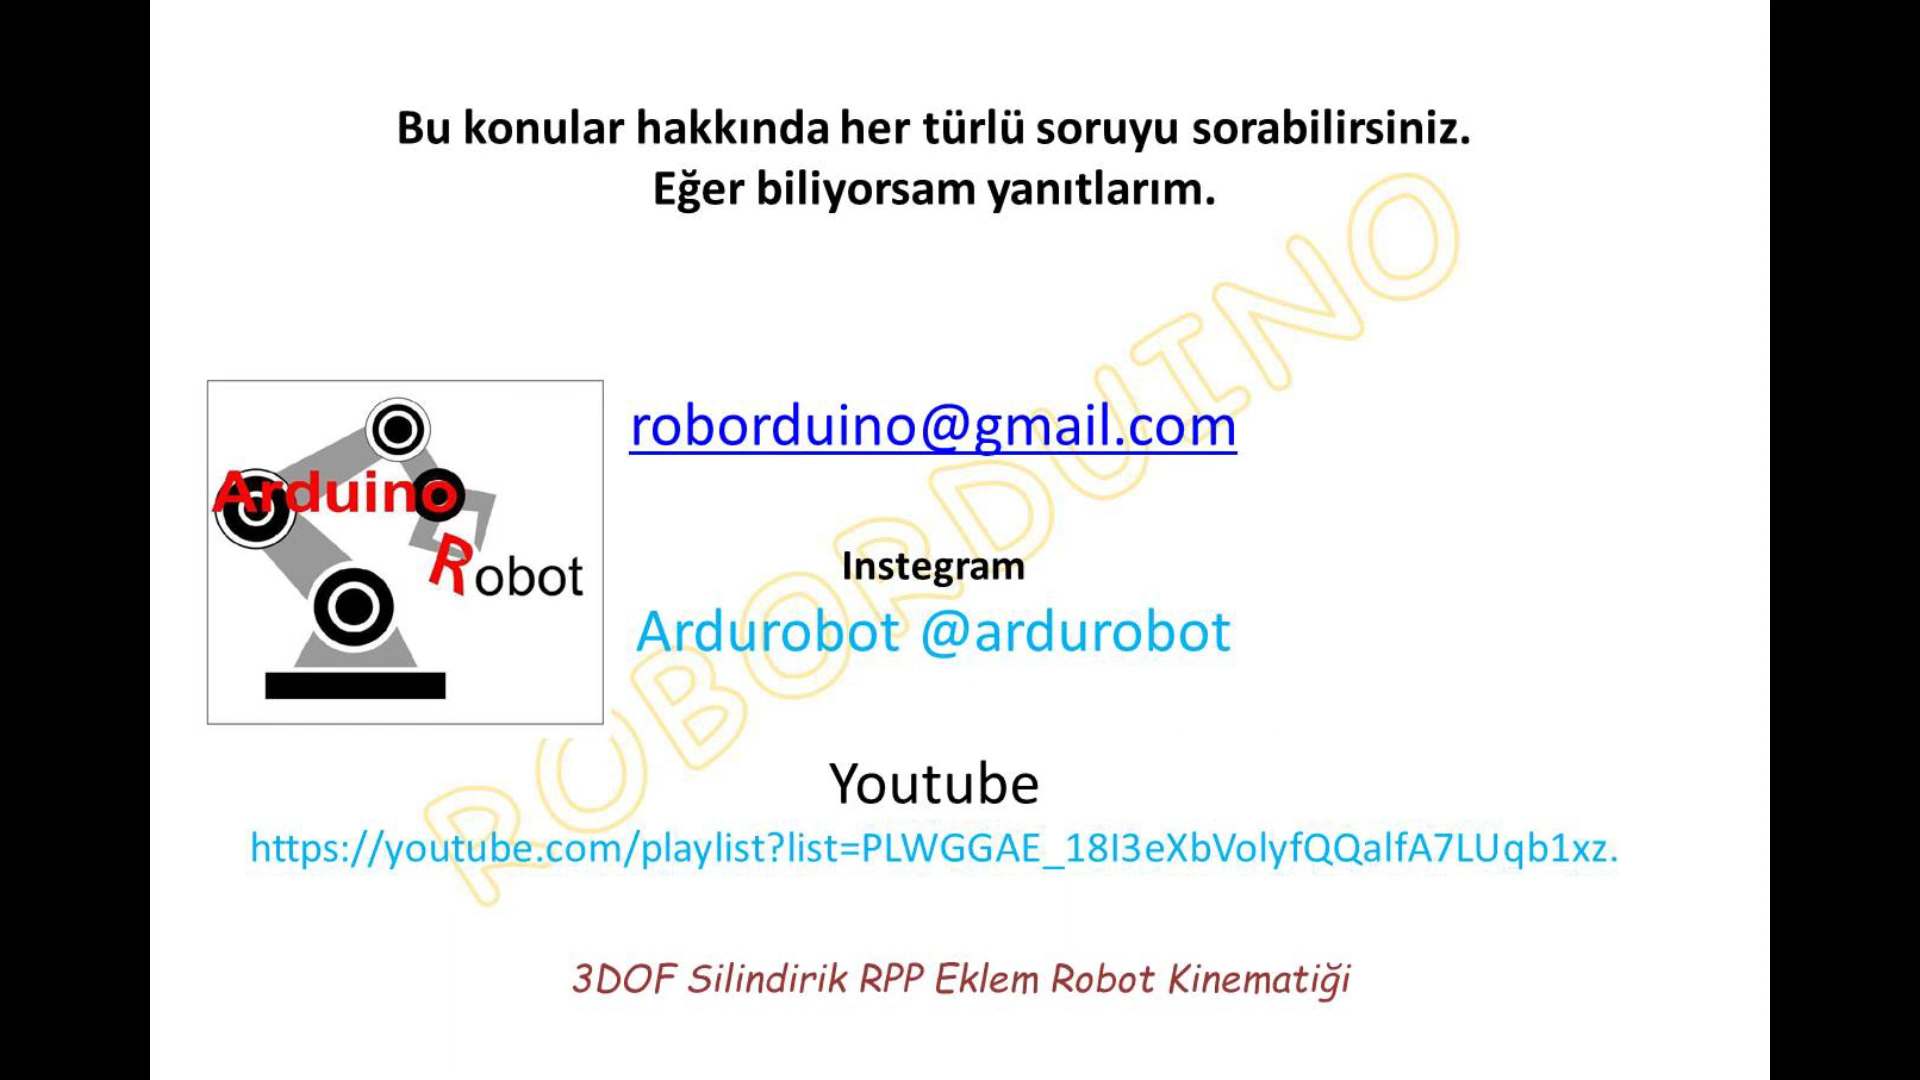 Bu konular hakkında her türlü soruyu sorabilirsiniz.
Eğer biliyorsam yanıtlarım.
Arduino
Robot
roborduino@gmail.com
Instegram
Ardurobot @ardurobot
Youtube
https://youtube.com/playlist?list=PLWGGAE_18I3eXbVolyfQQalfA7LUqb1xz.
ROBORDUINO
3DOF Silindirik RPP Eklem Robot Kinematiği